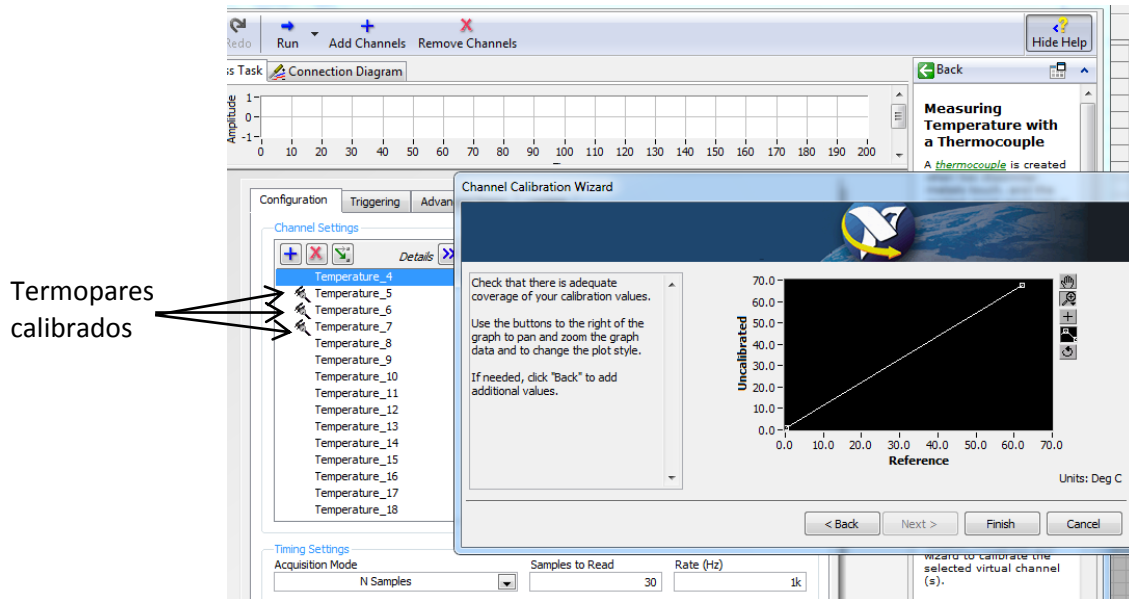 Redo Run Add Channels Remove Channels Hide Help
ss Task Connection Diagram Back
Amplitude
1
0
-1
0 10 20 30 40 50 60 70 80 90 100 110 120 130 140 150 160 170 180 190 200
Measuring
Temperature with
a Thermocouple
A thermocouple is created
Configuration Triggering Advan
Channel Settings
Details
Temperature_4
Temperature_5
Temperature_6
Temperature_7
Temperature_8
Temperature_9
Temperature_10
Temperature_11
Temperature_12
Temperature_13
Temperature_14
Temperature_15
Temperature_16
Temperature_17
Temperature_18
Termopares
calibrados
Channel Calibration Wizard
Check that there is adequate
coverage of your calibration values.
Use the buttons to the right of the
graph to pan and zoom the graph
data and to change the plot style.
If needed, click "Back" to add
additional values.
Uncalibrated
70.0
60.0
50.0
40.0
30.0
20.0
10.0
0.0
0.0 10.0 20.0 30.0 40.0 50.0 60.0 70.0
Reference
Units: Deg C
< Back Next > Finish Cancel
Timing Settings
Acquisition Mode Samples to Read Rate (Hz)
N Samples 30 1k
wizard to calibrate the
selected virtual channel
(s).